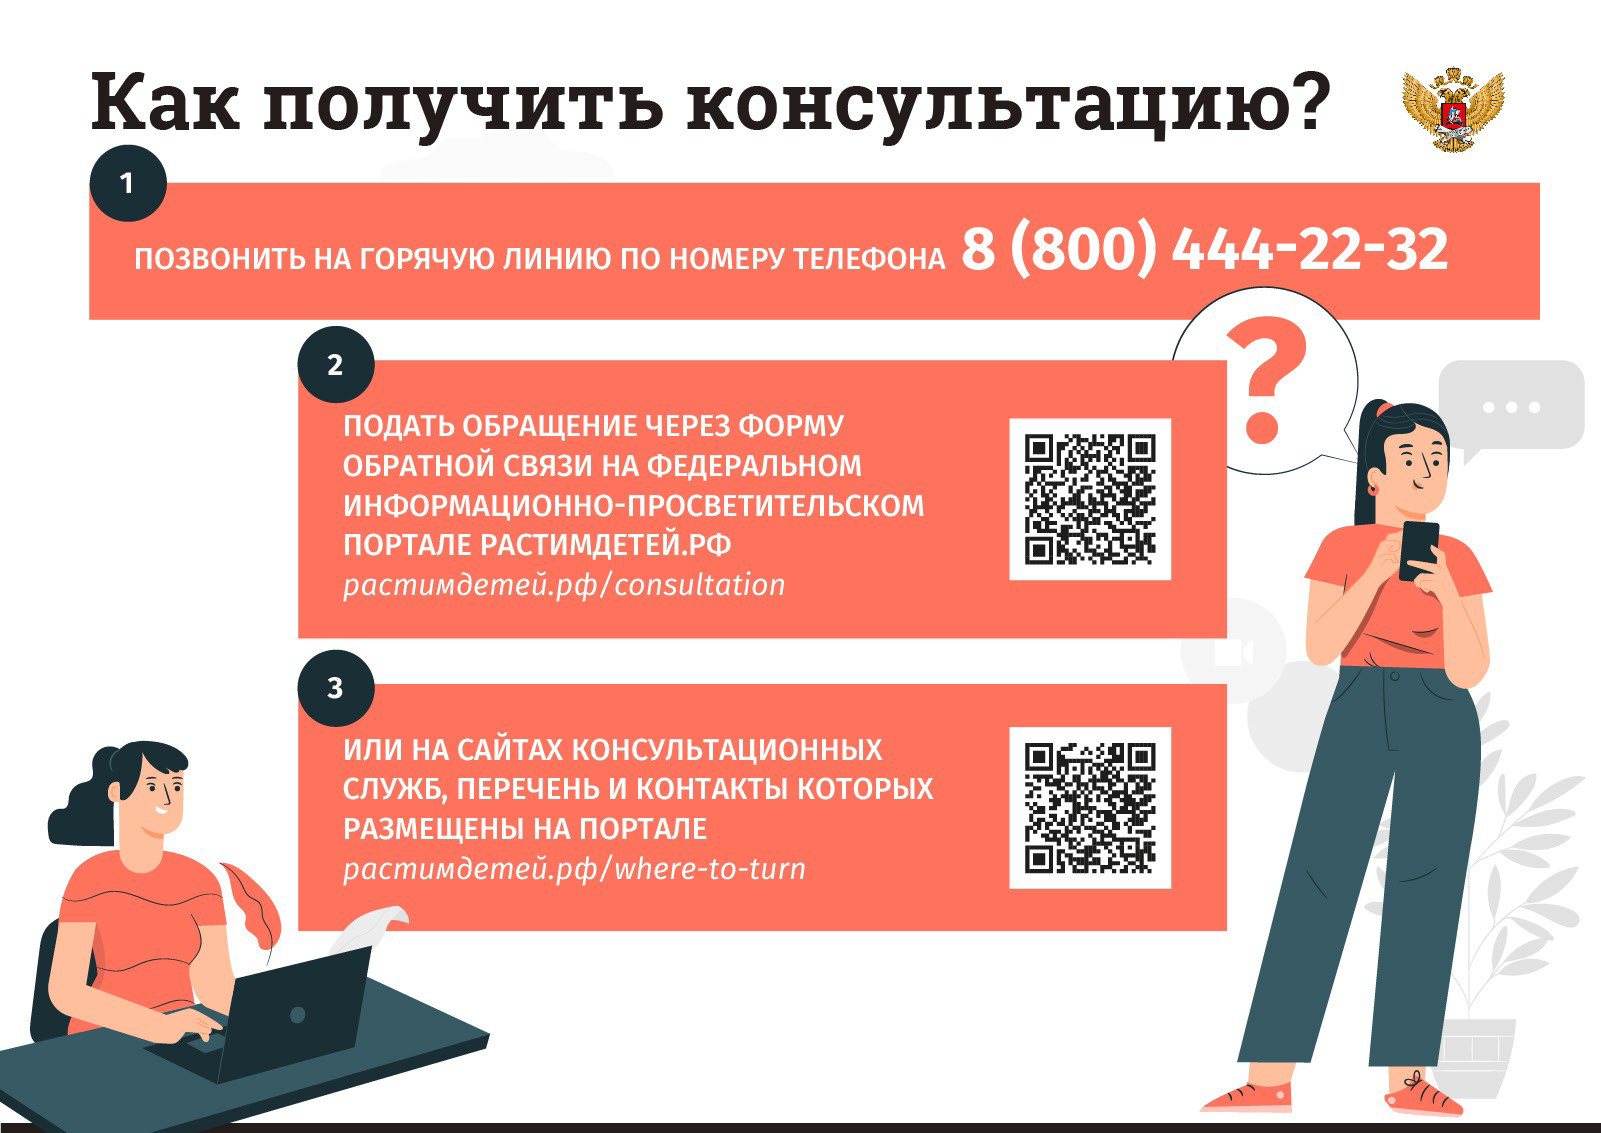 Как получить консультацию?
1
ПОЗВОНИТЬ НА ГОРЯЧУЮ ЛИНИЮ ПО НОМЕРУ ТЕЛЕФОНА 8 (800) 444-22-32
2
ПОДАТЬ ОБРАЩЕНИЕ ЧЕРЕЗ ФОРМУ
ОБРАТНОЙ СВЯЗИ НА ФЕДЕРАЛЬНОМ
ИНФОРМАЦИОННО-ПРОСВЕТИТЕЛЬСКОМ
ПОРТАЛЕ РАСТИМДЕТЕЙ.РФ
растимдетей.рф/consultation
?
3
ИЛИ НА САЙТАХ КОНСУЛЬТАЦИОННЫХ
СЛУЖБ, ПЕРЕЧЕНЬ И КОНТАКТЫ КОТОРЫХ
РАЗМЕЩЕНЫ НА ПОРТАЛЕ
растимдетей.рф/where-to-turn